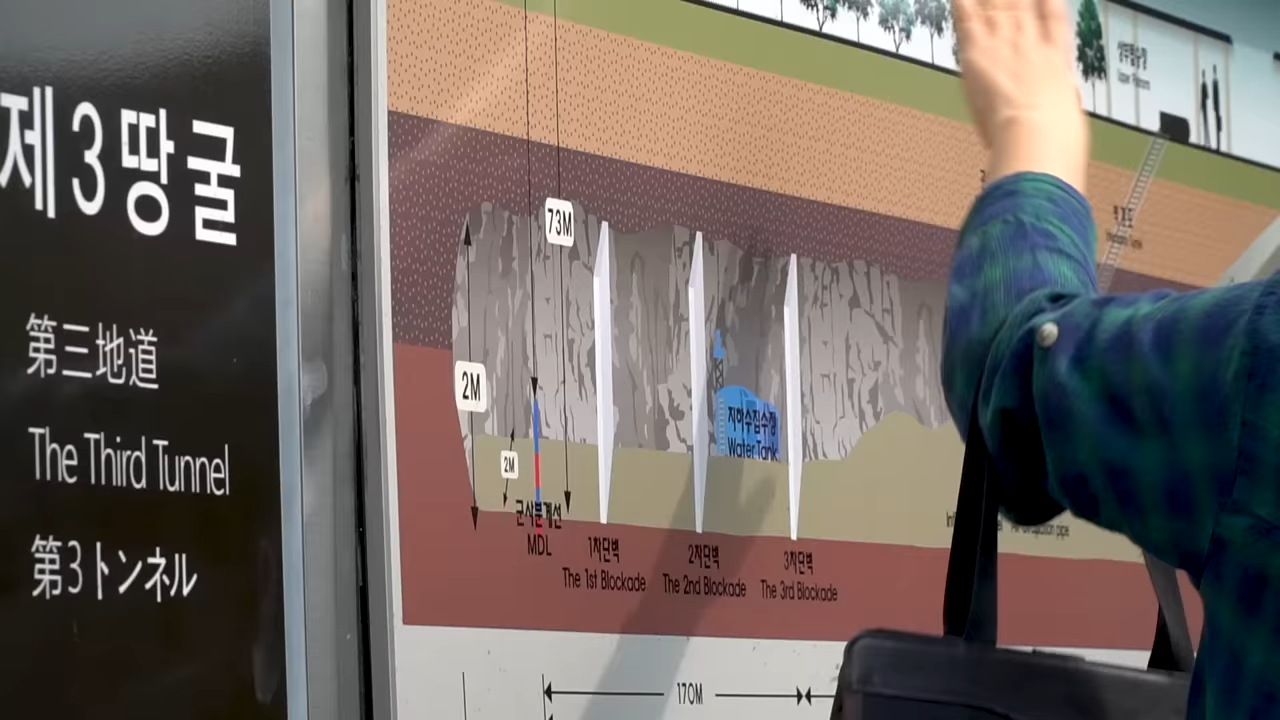 제3땅굴
第三地道
The Third Tunnel
第3トンネル
73M
2M
2M
지하수집수장
Water Tank
군사분계선
MDL
1차단벽
The 1st Blockade
2차단벽
The 2nd Blockade
3차단벽
The 3rd Blockade
170M